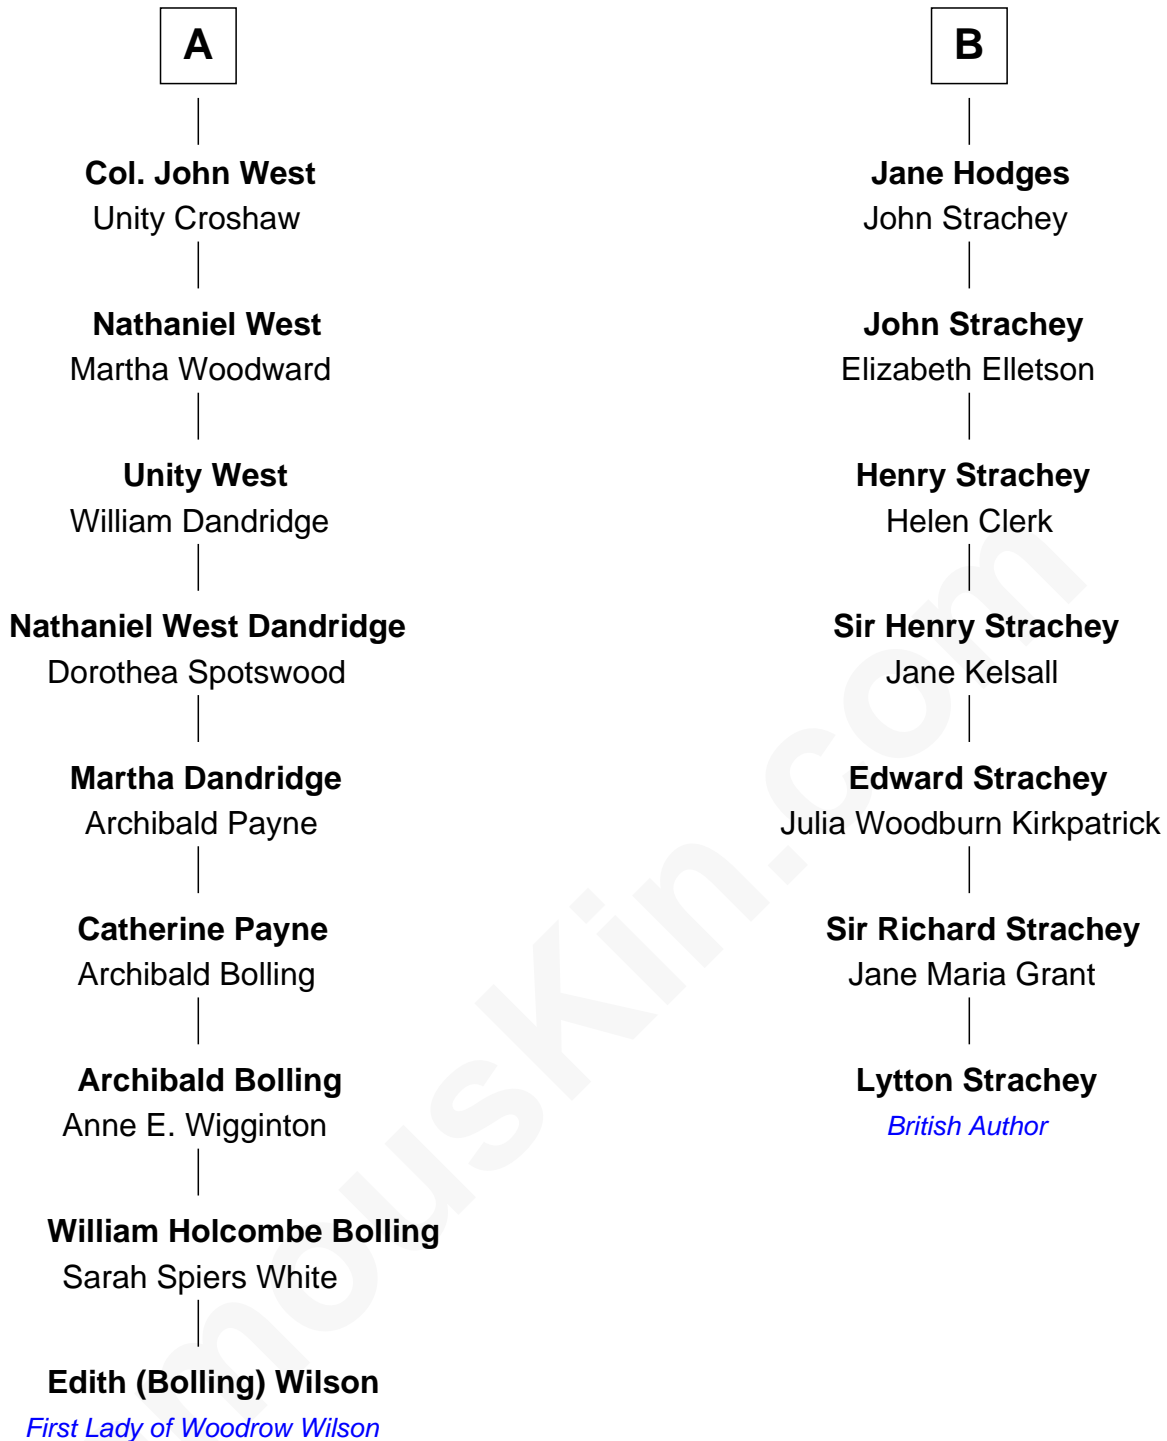 A
Col. John West
Unity Croshaw
Nathaniel West
Martha Woodward
Unity West
William Dandridge
Nathaniel West Dandridge
Dorothea Spotswood
Martha Dandridge
Archibald Payne
Catherine Payne
Archibald Bolling
Archibald Bolling
Anne E. Wigginton
William Holcombe Bolling
Sarah Spiers White
Edith (Bolling) Wilson
First Lady of Woodrow Wilson
B
Jane Hodges
John Strachey
John Strachey
Elizabeth Elletson
Henry Strachey
Helen Clerk
Sir Henry Strachey
Jane Kelsall
Edward Strachey
Julia Woodburn Kirkpatrick
Sir Richard Strachey
Jane Maria Grant
Lytton Strachey
British Author
mousKin.com